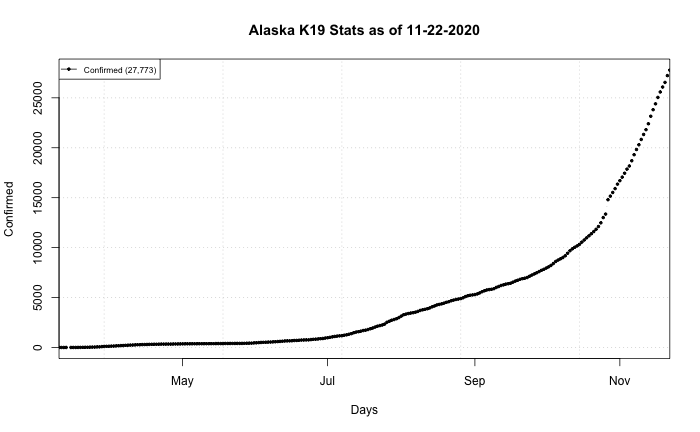 Alaska K19 Stats as of 11-22-2020
Confirmed (27,773)
Confirmed
25000
20000
15000
10000
5000
0
May
Jul
Sep
Nov
Days